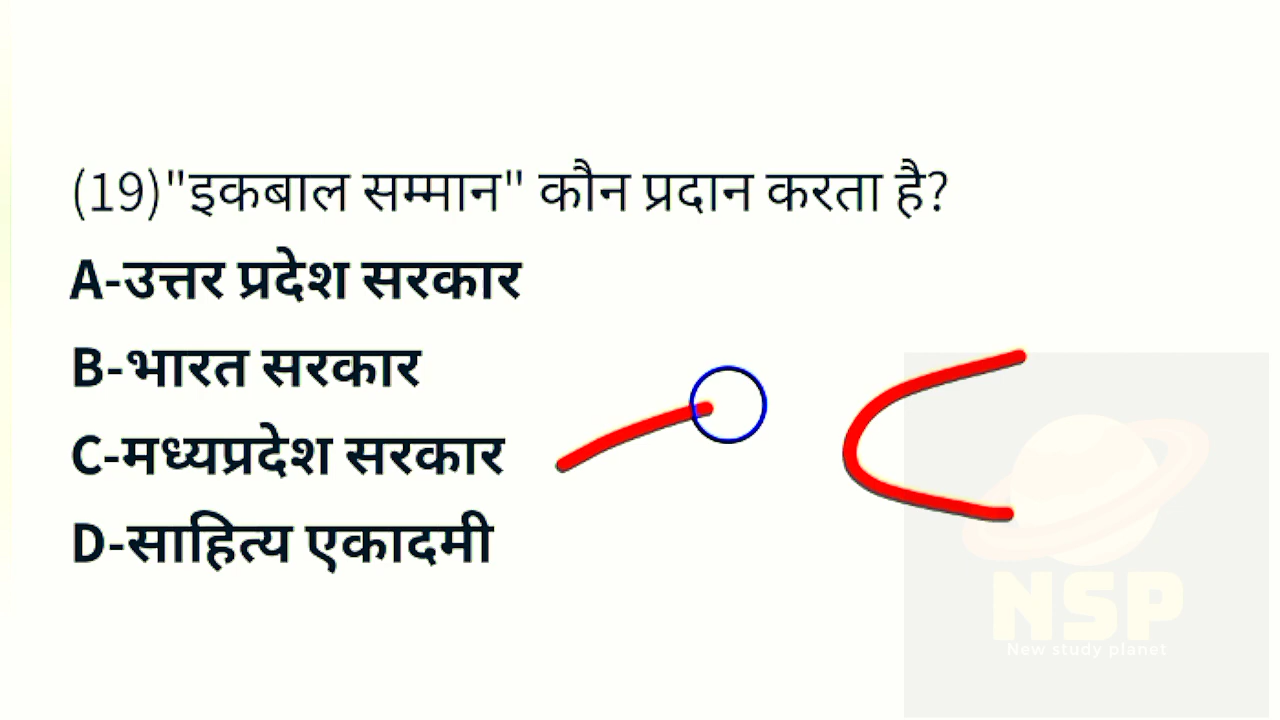 (19)"इकबाल सम्मान" कौन प्रदान करता है?
A-उत्तर प्रदेश सरकार
B-भारत सरकार
C-मध्यप्रदेश सरकार
D-साहित्य एकादमी
NSP
New study planet